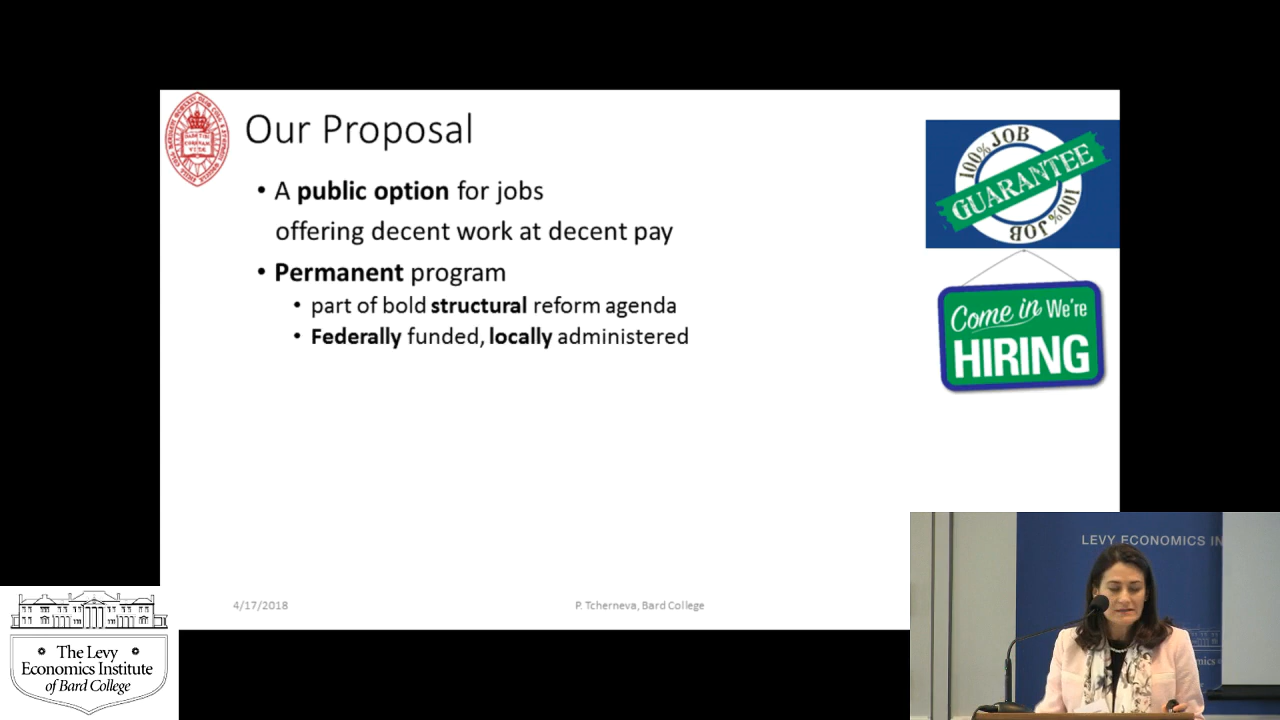 Our Proposal
• A public option for jobs
offering decent work at decent pay
• Permanent program
• part of bold structural reform agenda
• Federally funded, locally administered
100% JOB
GUARANTEE
100% JOB
Come in We're
HIRING
4/17/2018
P. Tcherneva, Bard College
LEVY ECONOMICS IN
The Levy
Economics Institute
of Bard College